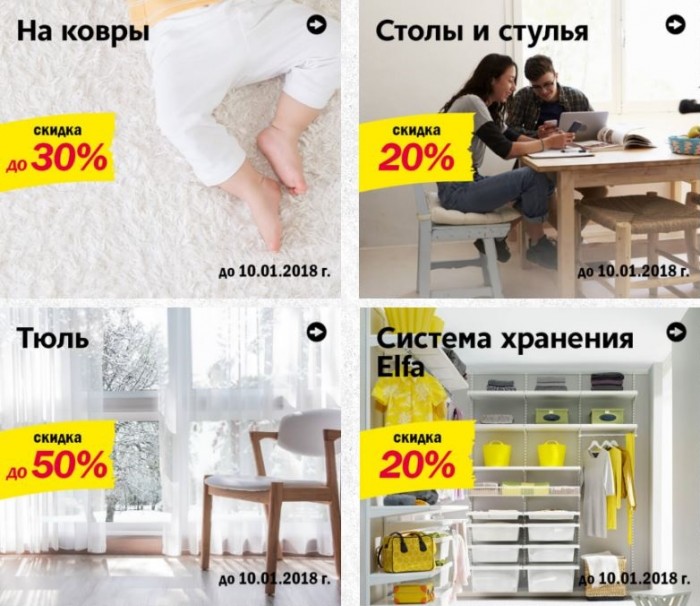 На ковры
скидка
до 30%
до 10.01.2018 г.
Столы и стулья
скидка
20%
до 10.01.2018 г.
Тюль
скидка
до 50%
до 10.01.2018 г.
Система хранения
Elfa
скидка
20%
до 10.01.2018 г.